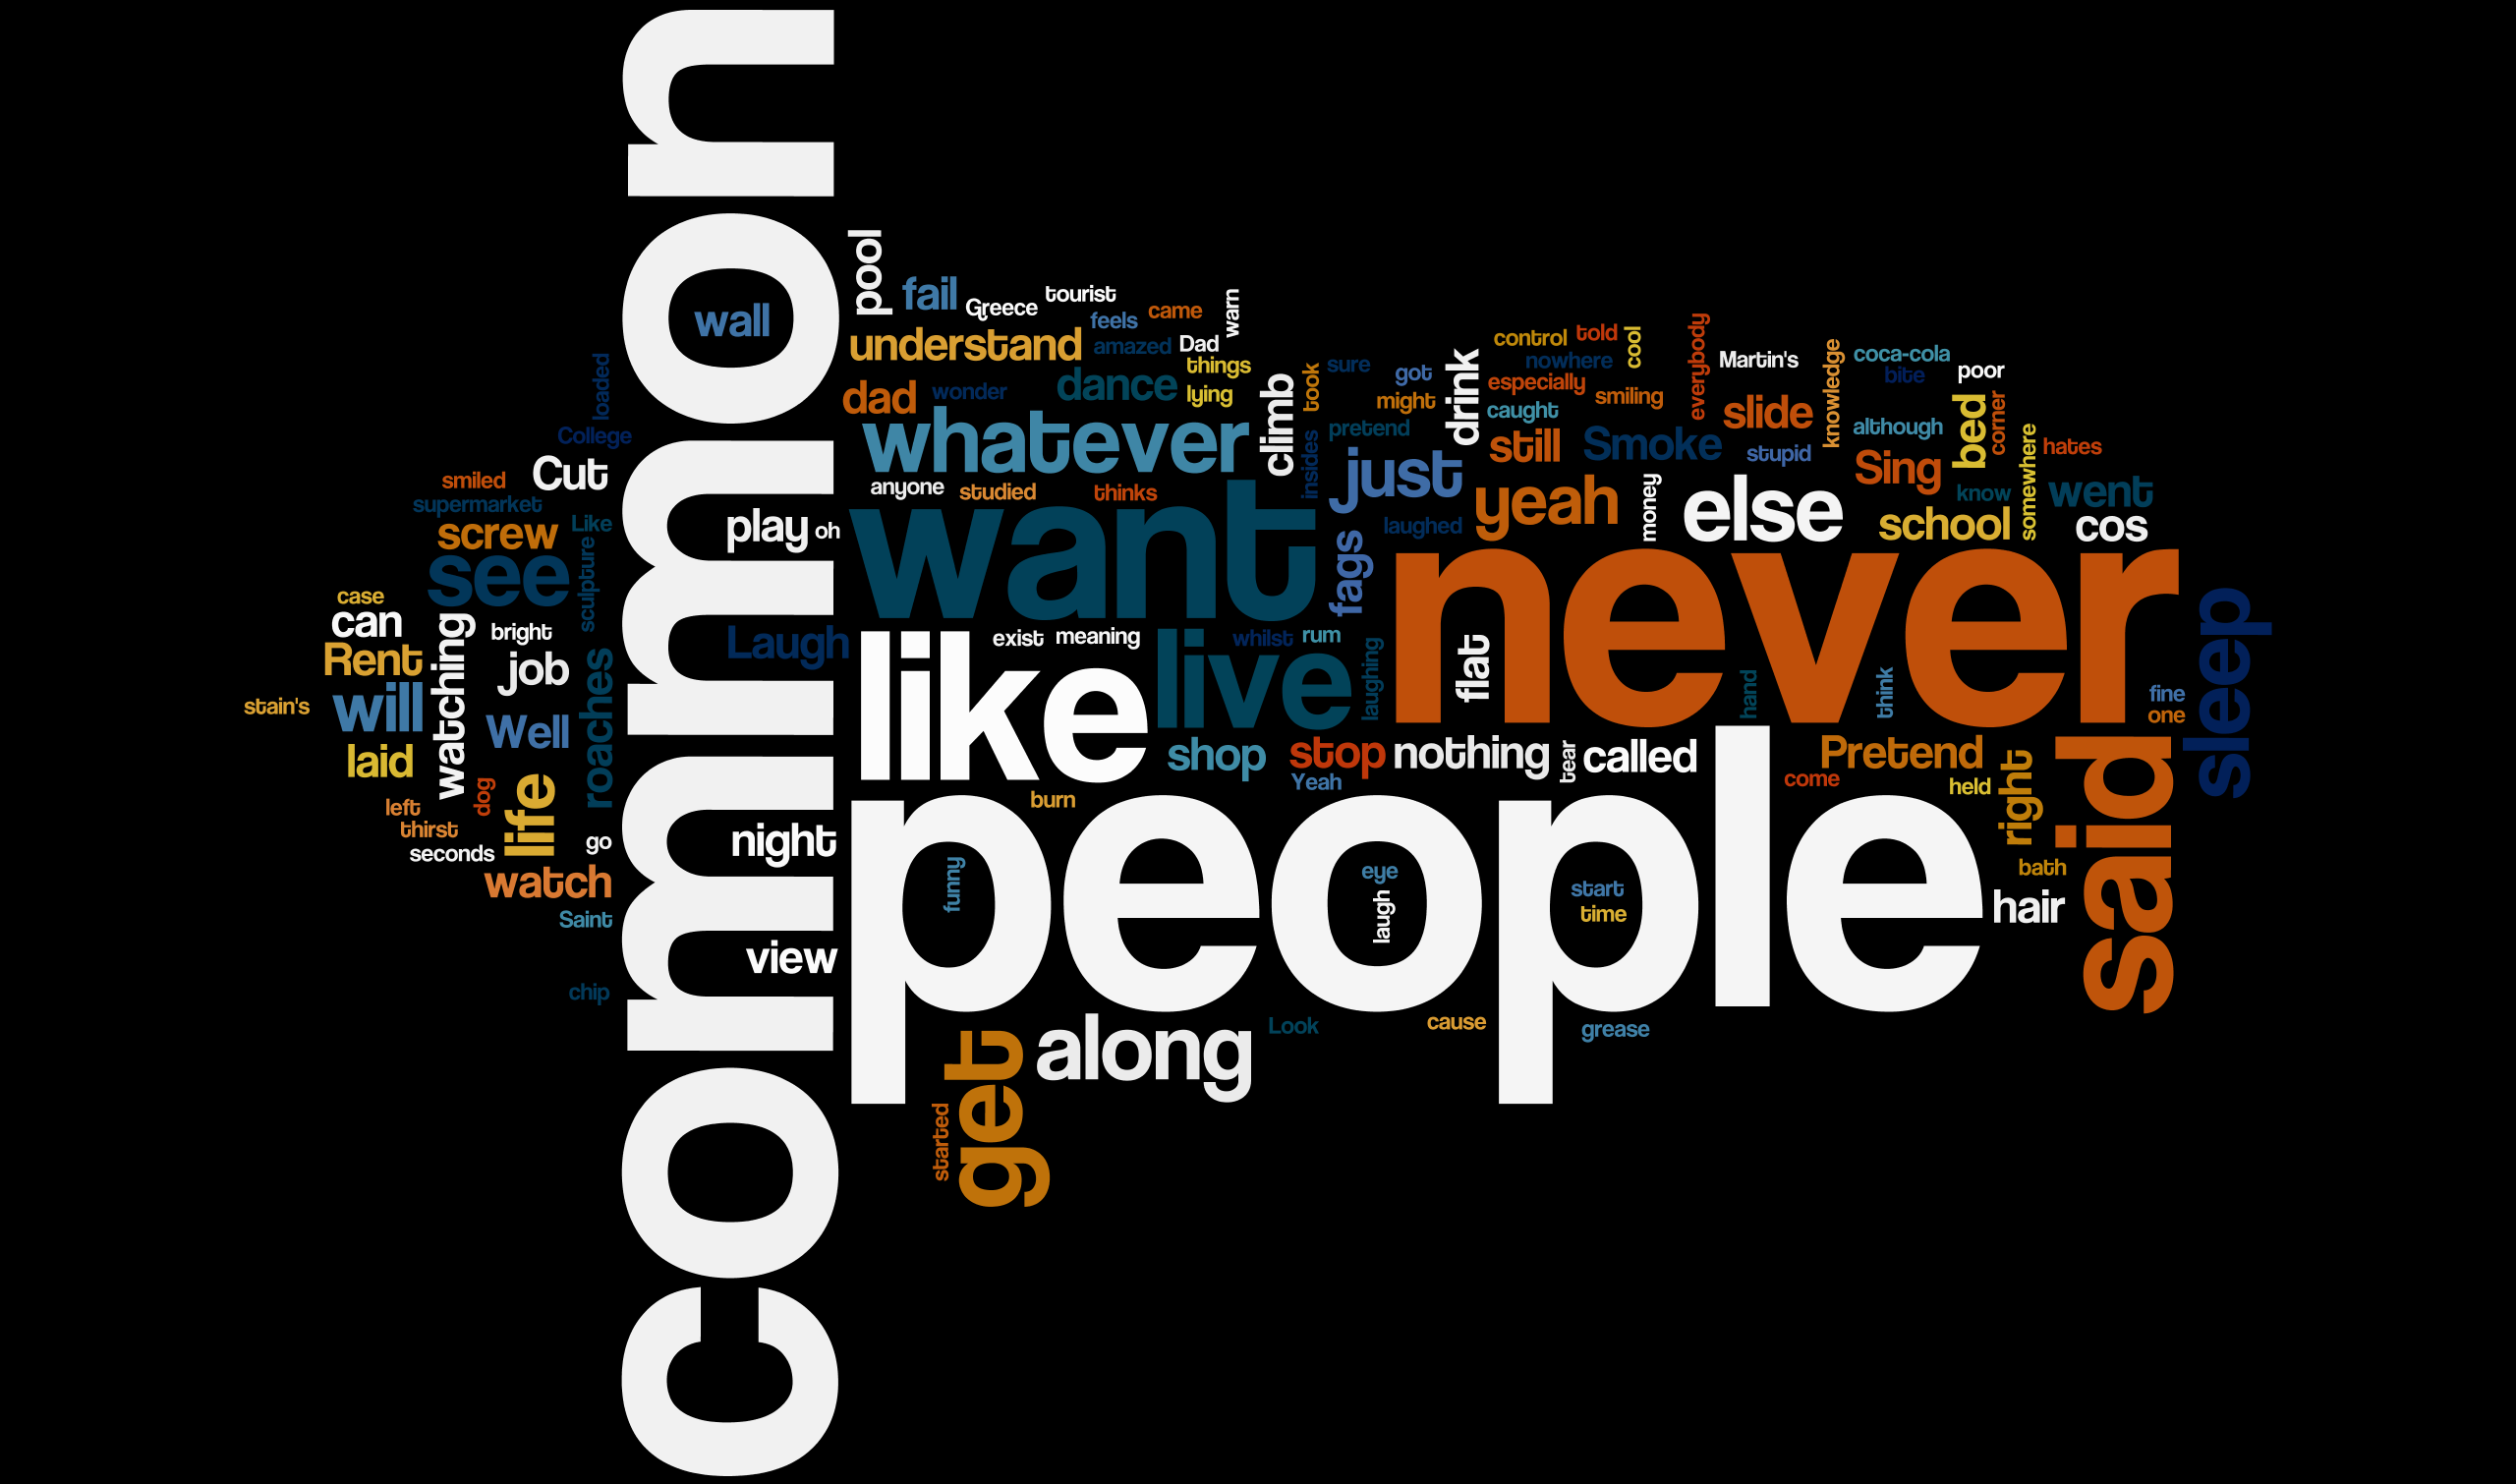 common
wall
pool
fail
Greece
tourist
feels
came
warn
understand
amazed
Dad
things
dad
wonder
dance
lying
climb
took
sure
got
might
pretend
insides
drink
control
told
cool
nowhere
especially
smiling
caught
everybody
Martin's
knowledge
coca-cola
bite
poor
slide
although
bed
corner
somewhere
hates
still
Smoke
stupid
Sing
know
went
loaded
College
smiled
Cut
supermarket
screw
Like
see
sculpture
play
oh
whatever
anyone
studied
thinks
want
just
laughed
fags
yeah
money
else
school
cos
never
sleep
case
can
Rent
will
watching
bright
job
Well
roaches
stain's
laid
left
thirst
seconds
dog
life
go
watch
Saint
chip
Laugh
like
exist
meaning
live
whilst
rum
laughing
flat
hand
think
fine
one
shop
stop
Yeah
nothing
tear
called
Pretend
come
held
right
said
burn
night
view
people
funny
eye
laugh
start
time
bath
hair
get
along
Look
cause
grease
started